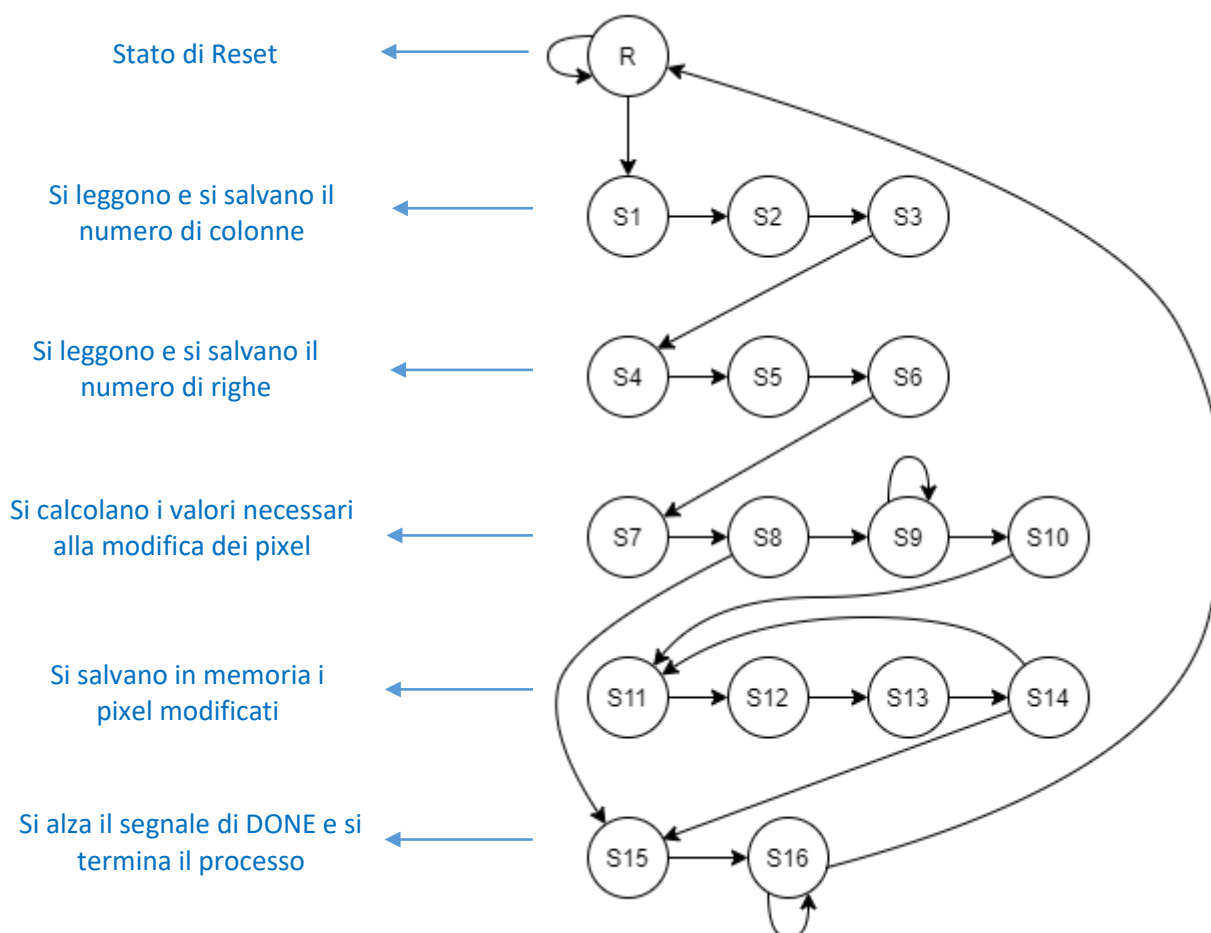 Stato di Reset
R
Si leggono e si salvano il
numero di colonne
S1 S2 S3
Si leggono e si salvano il
numero di righe
S4 S5 S6
Si calcolano i valori necessari
alla modifica dei pixel
S7 S8 S9 S10
Si salvano in memoria i
pixel modificati
S11 S12 S13 S14
Si alza il segnale di DONE e si
termina il processo
S15 S16